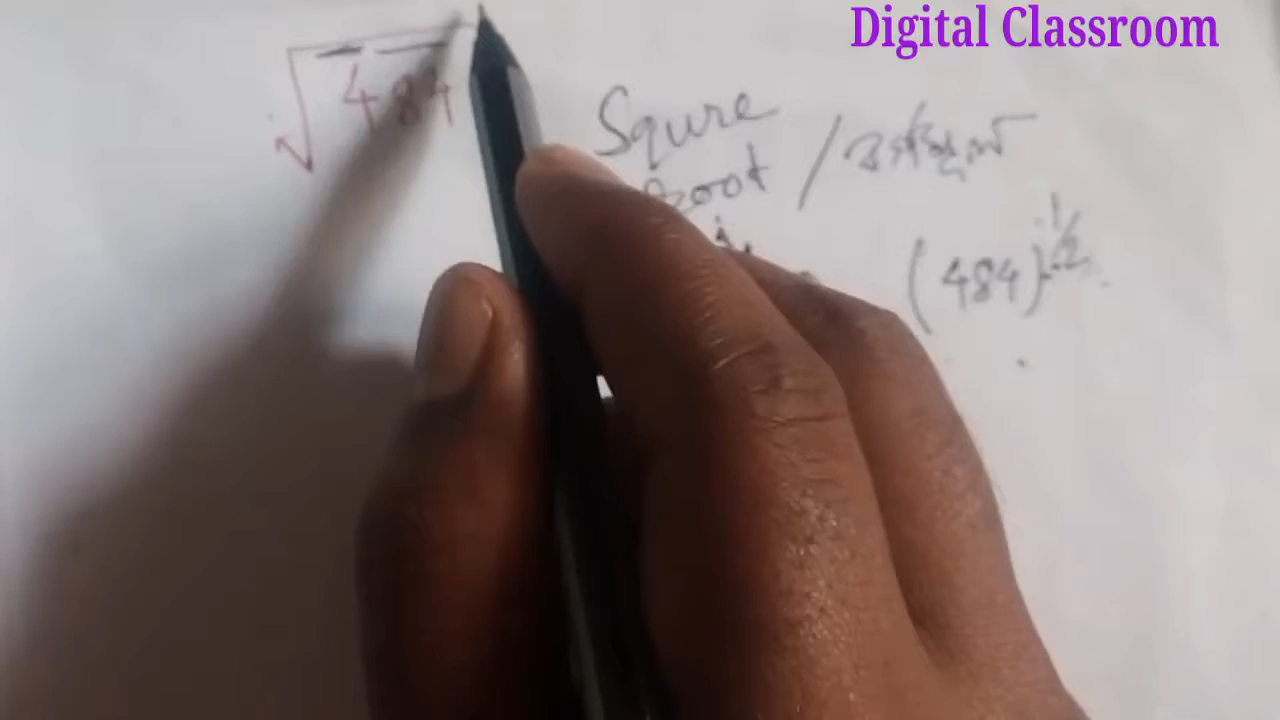 Digital Classroom
√484
Squre
Root /
(484)^1/2